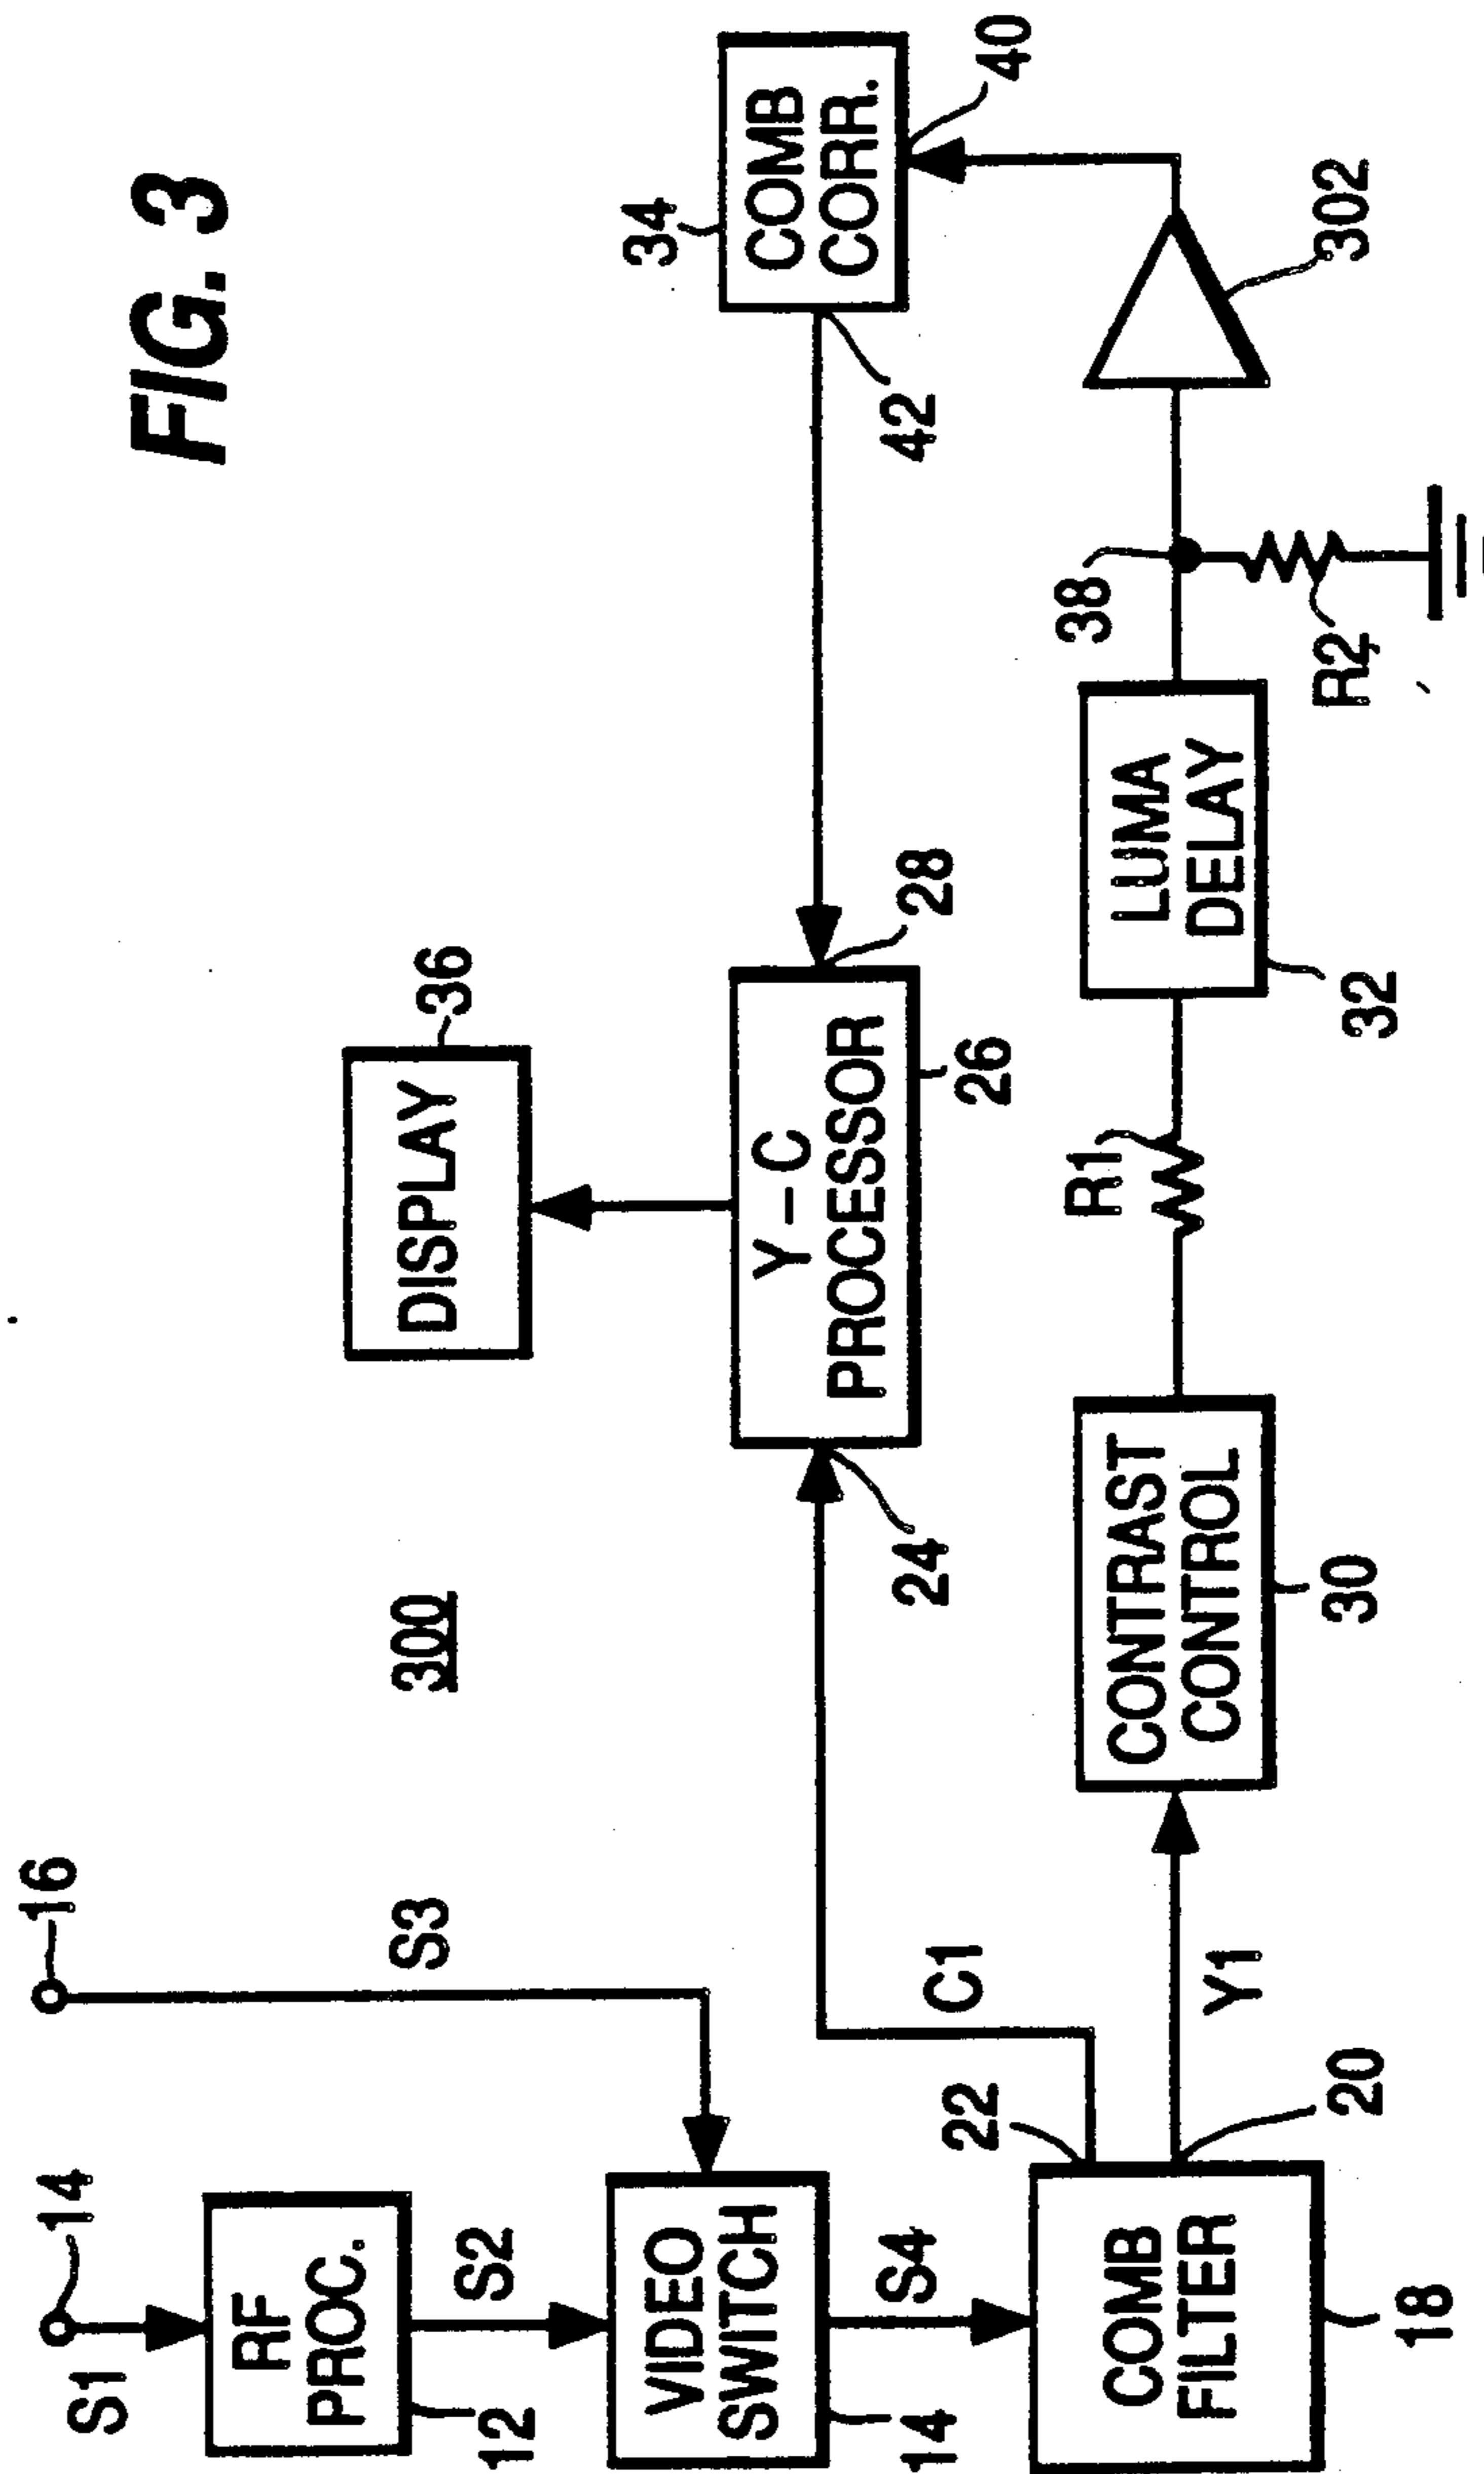 FIG. 3
14
16
S1
RF
PROC.
12
S2
S3
300
DISPLAY
36
34
COMB
CORR.
40
42
VIDEO
SWITCH
14
S4
Y-C
PROCESSOR
24
26
28
C1
22
COMB
FILTER
18
20
Y1
CONTRAST
CONTROL
30
R1
LUMA
DELAY
32
38
R2
302